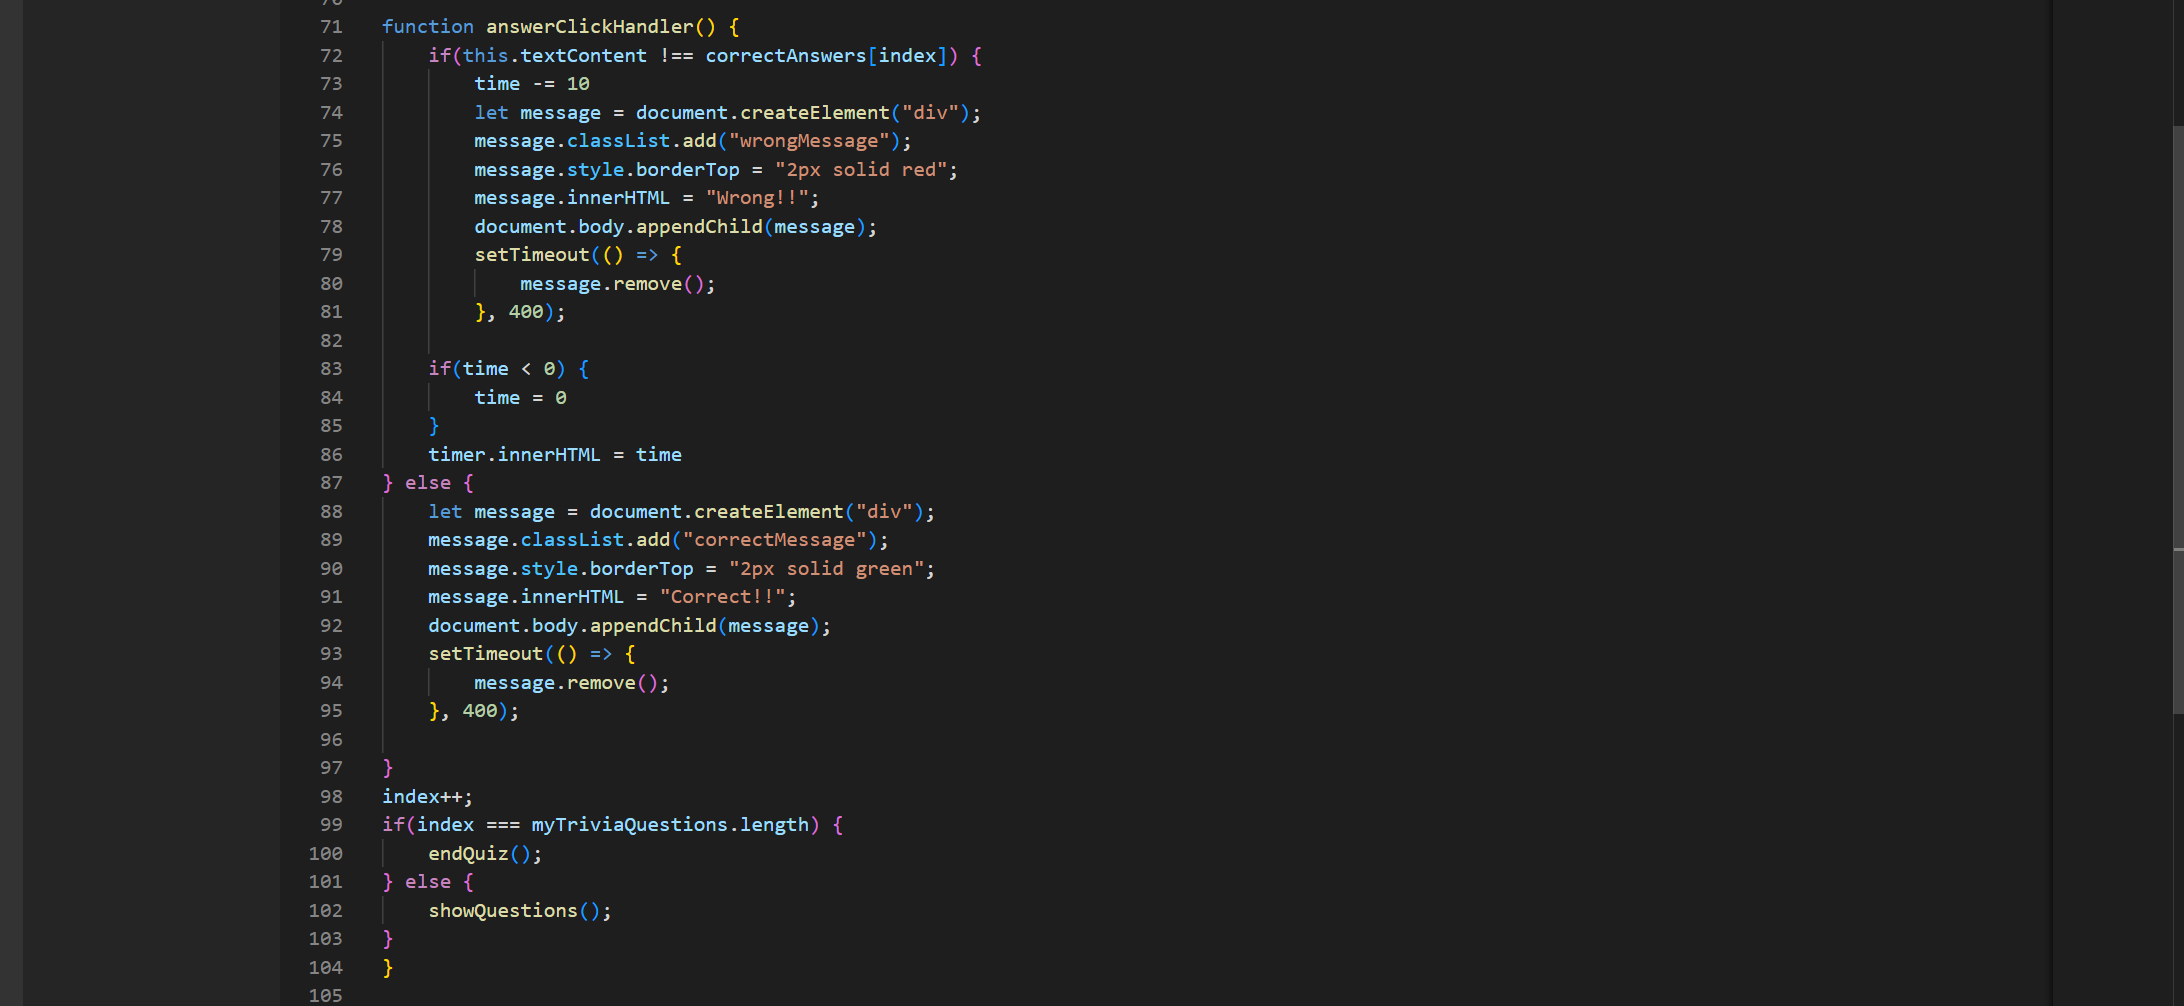 71 function answerClickHandler() {
72     if(this.textContent !== correctAnswers[index]) {
73         time -= 10
74         let message = document.createElement("div");
75         message.classList.add("wrongMessage");
76         message.style.borderTop = "2px solid red";
77         message.innerHTML = "Wrong!!";
78         document.body.appendChild(message);
79         setTimeout(() => {
80             message.remove();
81         }, 400);
82
83     if(time < 0) {
84         time = 0
85     }
86     timer.innerHTML = time
87 } else {
88     let message = document.createElement("div");
89     message.classList.add("correctMessage");
90     message.style.borderTop = "2px solid green";
91     message.innerHTML = "Correct!!";
92     document.body.appendChild(message);
93     setTimeout(() => {
94         message.remove();
95     }, 400);
96
97 }
98 index++;
99 if(index === myTriviaQuestions.length) {
100     endQuiz();
101 } else {
102     showQuestions();
103 }
104 }
105